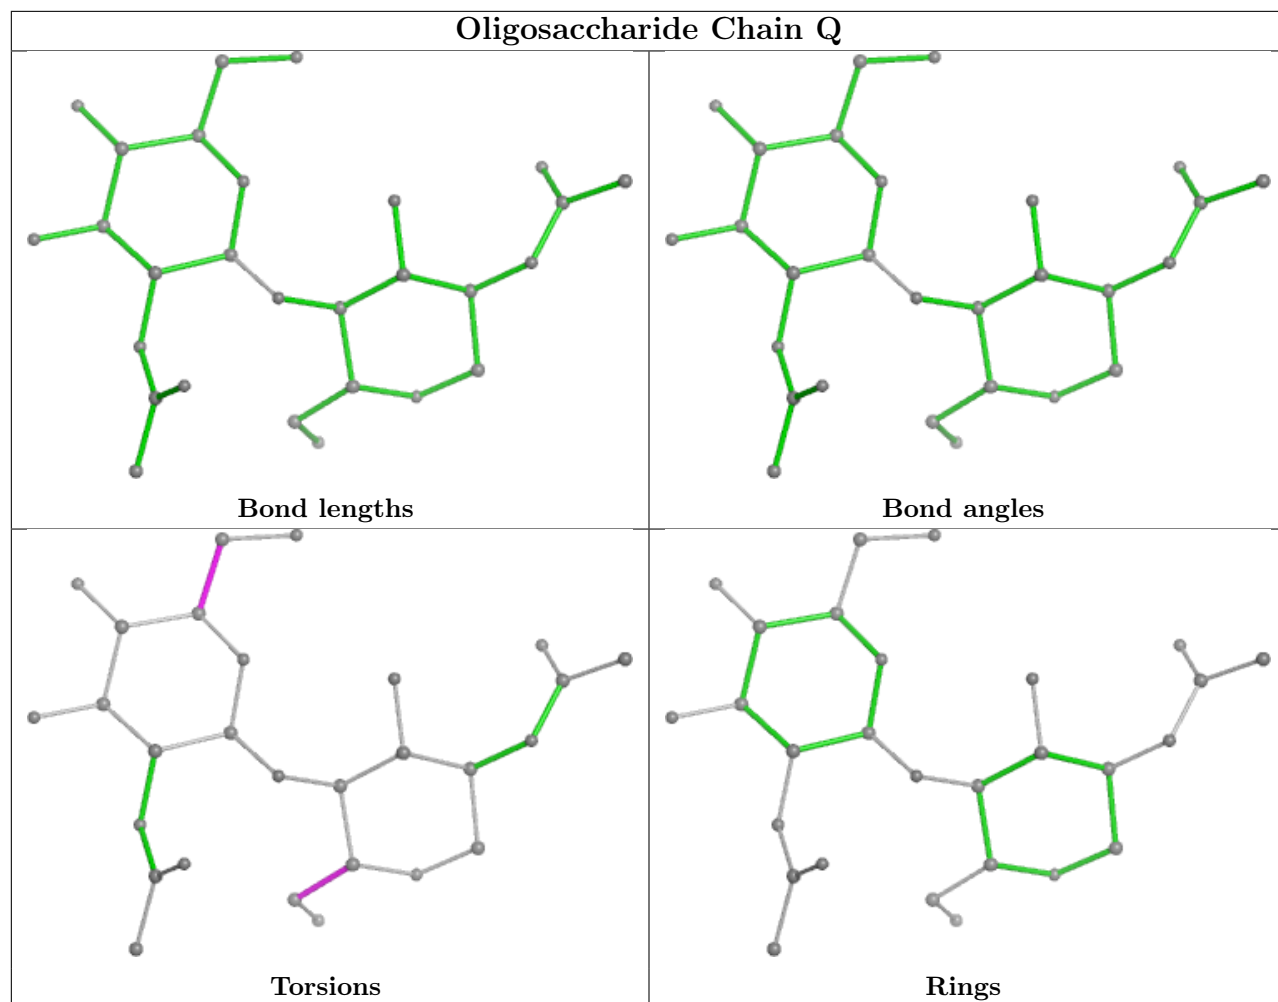 Oligosaccharide Chain Q
Bond lengths
Bond angles
Torsions
Rings